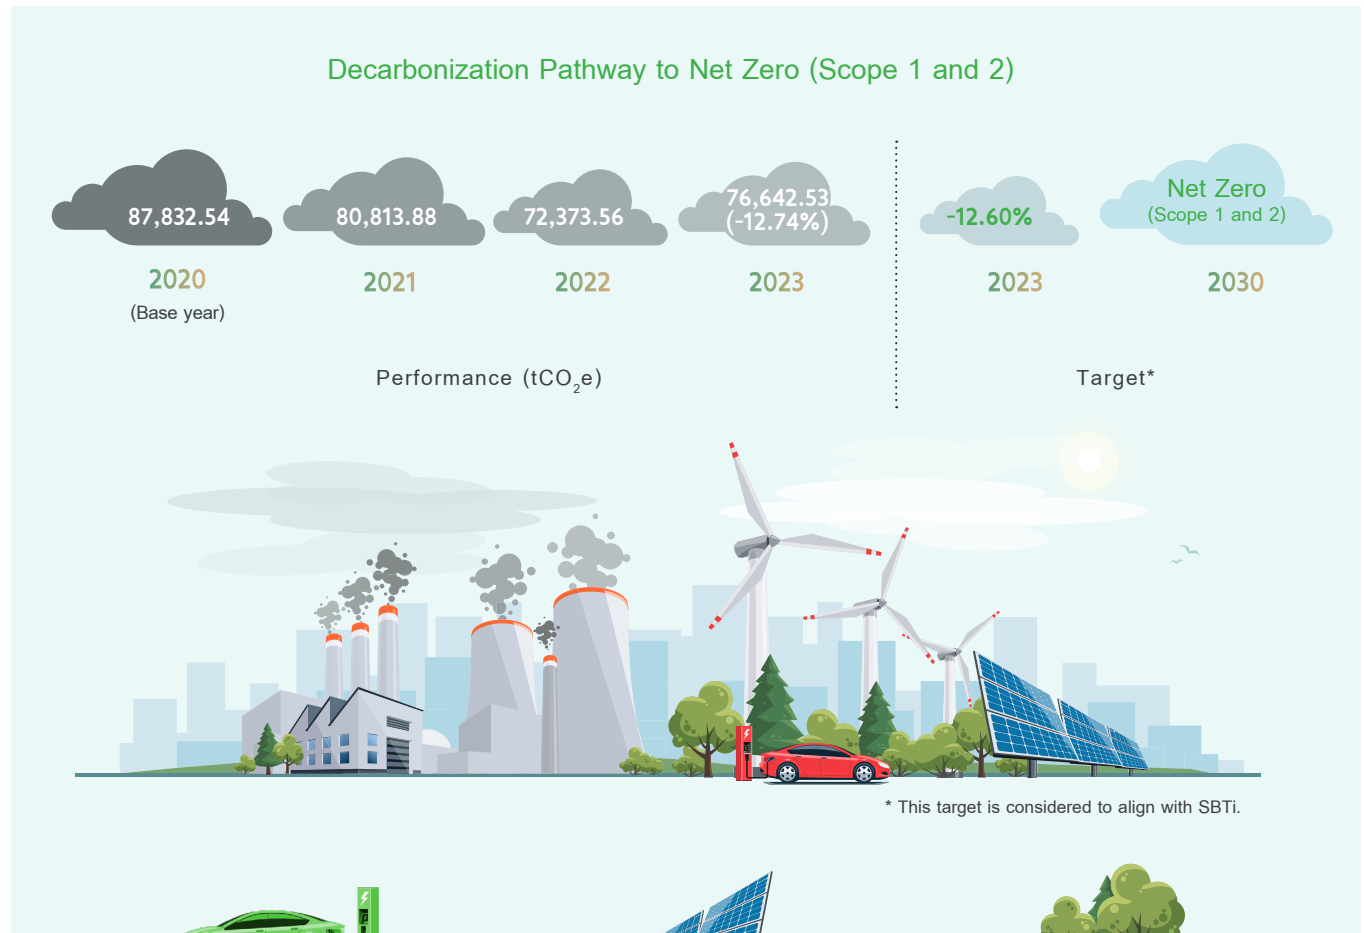 Decarbonization Pathway to Net Zero (Scope 1 and 2)
87,832.54
80,813.88
72,373.56
76,642.53
(-12.74%)
-12.60%
Net Zero
(Scope 1 and 2)
2020
2021
2022
2023
2023
2030
(Base year)
Performance (tCO₂e)
Target*
* This target is considered to align with SBTi.